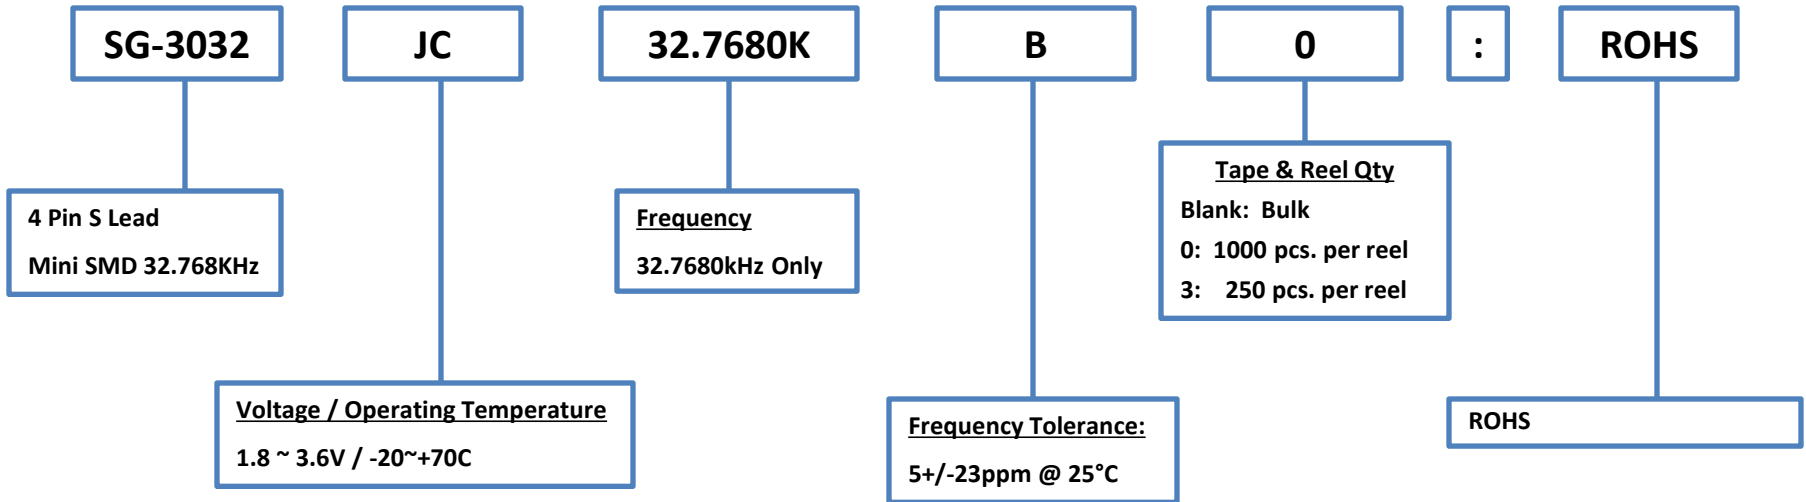 SG-3032 JC 32.7680K B 0 : ROHS
4 Pin S Lead
Mini SMD 32.768KHz
Frequency
32.7680kHz Only
Tape & Reel Qty
Blank: Bulk
0: 1000 pcs. per reel
3: 250 pcs. per reel
Voltage / Operating Temperature
1.8 ~ 3.6V / -20~+70C
Frequency Tolerance:
5+/-23ppm @ 25°C
ROHS